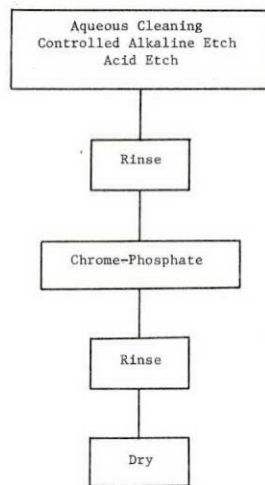 Aqueous Cleaning
Controlled Alkaline Etch
Acid Etch
Rinse
Chrome-Phosphate
Rinse
Dry